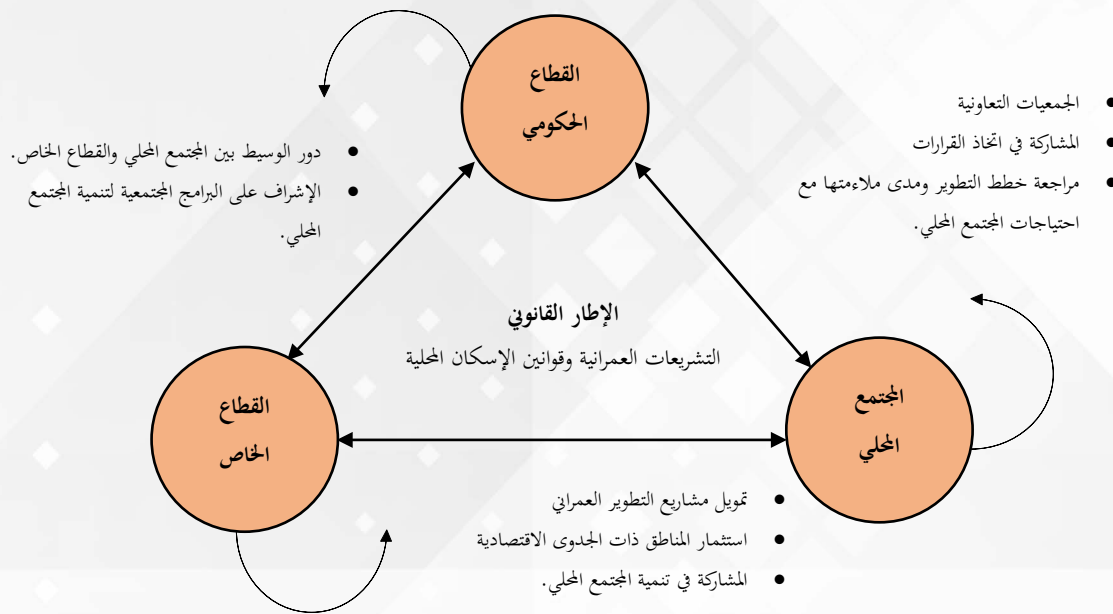 القطاع
الحكومي
الجمعيات التعاونية
المشاركة في اتخاذ القرارات
مراجعة خطط التطوير ومدى ملاءمتها مع
احتياجات المجتمع المحلي.
دور الوسيط بين المجتمع المحلي والقطاع الخاص.
الإشراف على البرامج المجتمعية لتنمية المجتمع
المحلي.
الإطار القانوني
التشريعات العمرانية وقوانين الإسكان المحلية
المجتمع
المحلي
القطاع
الخاص
تمويل مشاريع التطوير العمراني
استثمار المناطق ذات الجدوى الاقتصادية
المشاركة في تنمية المجتمع المحلي.